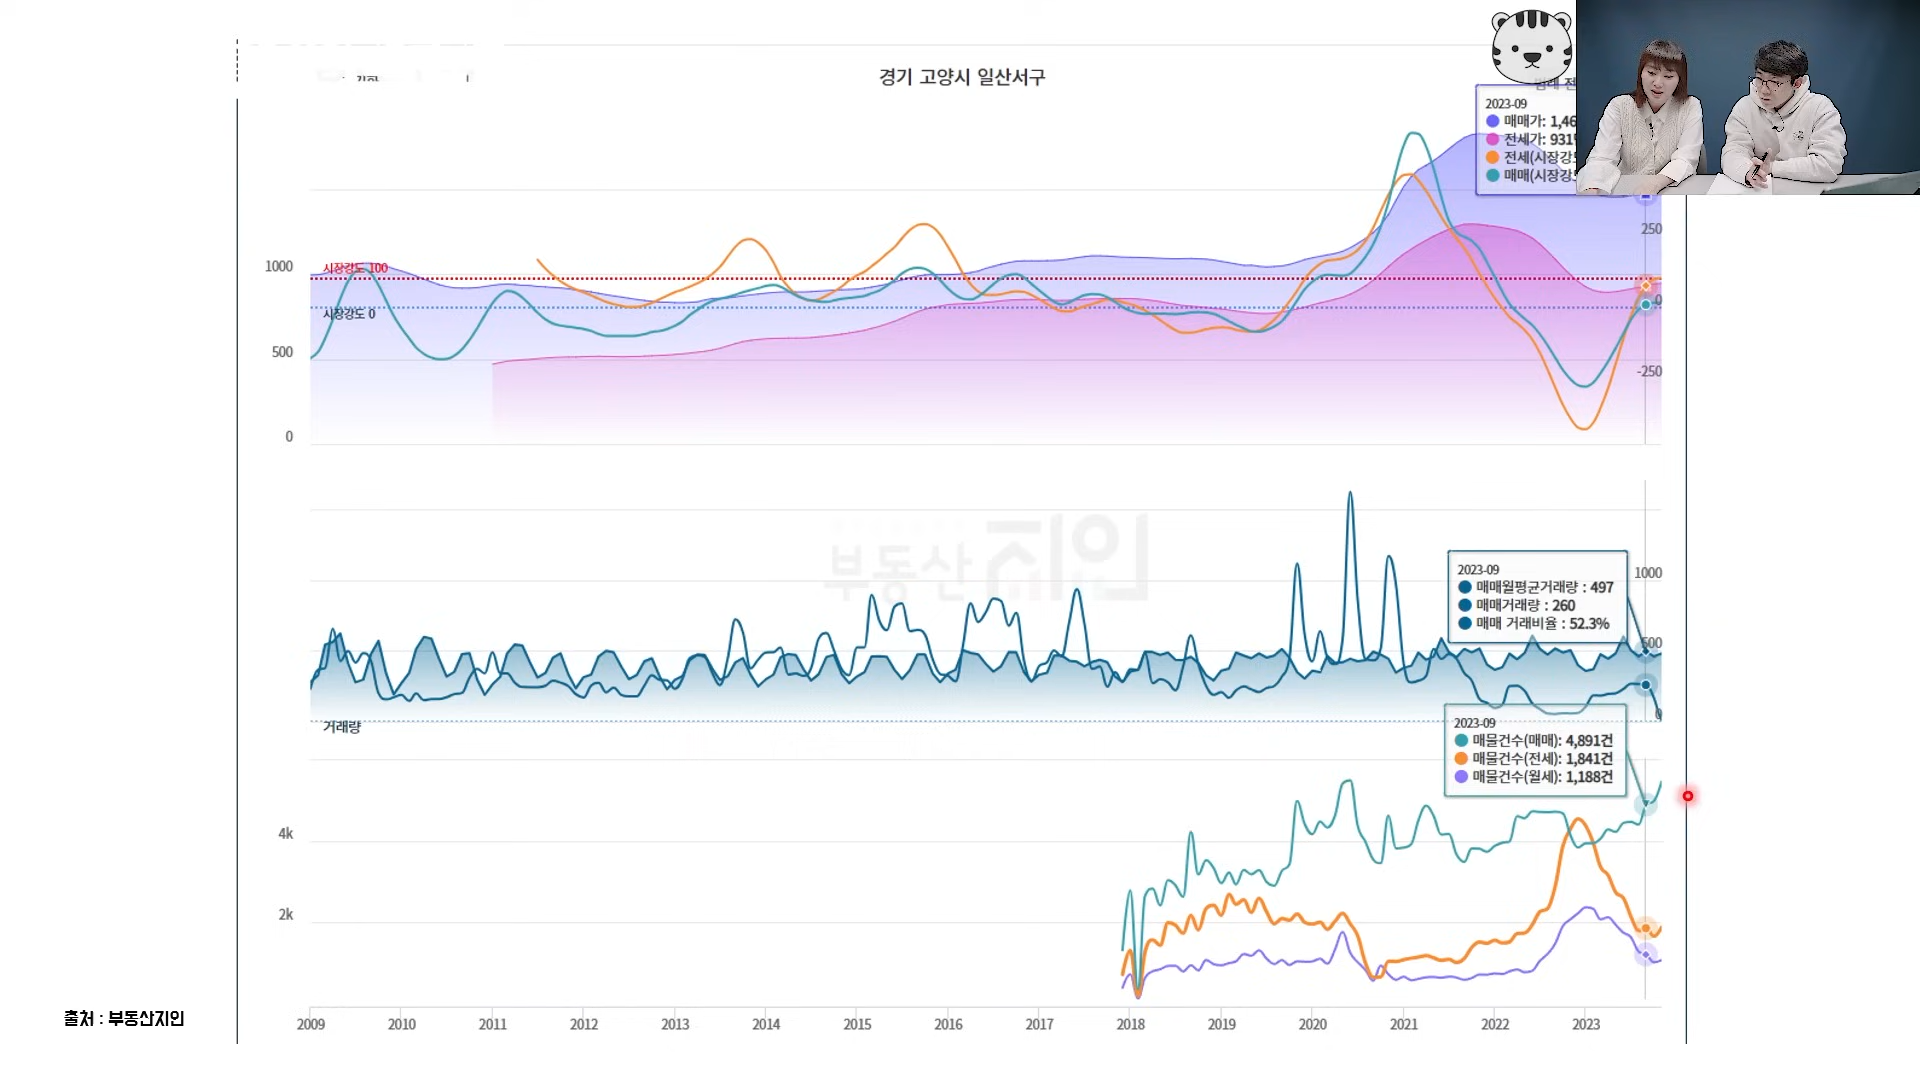 경기 고양시 일산서구
2023-09
매매가: 1,46
전세가: 931
전세(시장강도
매매(시장강도
250
1000
시장강도 100
0
시장강도 0
500
-250
0
부동산 지인
2023-09
매매월평균거래량 : 497
매매거래량 : 260
매매 거래비율 : 52.3%
1000
500
0
거래량
2023-09
매물건수(매매): 4,891건
매물건수(전세): 1,841건
매물건수(월세): 1,188건
4k
2k
2009 2010 2011 2012 2013 2014 2015 2016 2017 2018 2019 2020 2021 2022 2023
출처 : 부동산지인